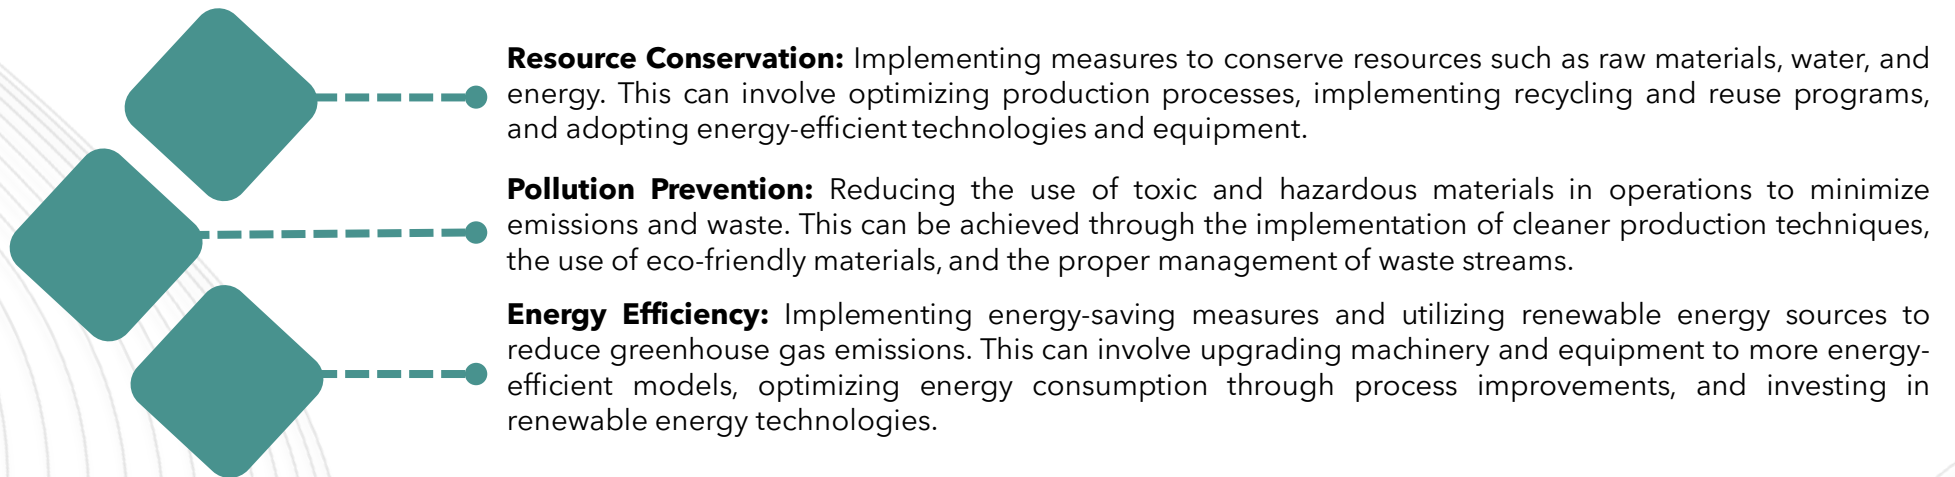 Resource Conservation: Implementing measures to conserve resources such as raw materials, water, and
energy. This can involve optimizing production processes, implementing recycling and reuse programs,
and adopting energy-efficient technologies and equipment.
Pollution Prevention: Reducing the use of toxic and hazardous materials in operations to minimize
emissions and waste. This can be achieved through the implementation of cleaner production techniques,
the use of eco-friendly materials, and the proper management of waste streams.
Energy Efficiency: Implementing energy-saving measures and utilizing renewable energy sources to
reduce greenhouse gas emissions. This can involve upgrading machinery and equipment to more energy-
efficient models, optimizing energy consumption through process improvements, and investing in
renewable energy technologies.